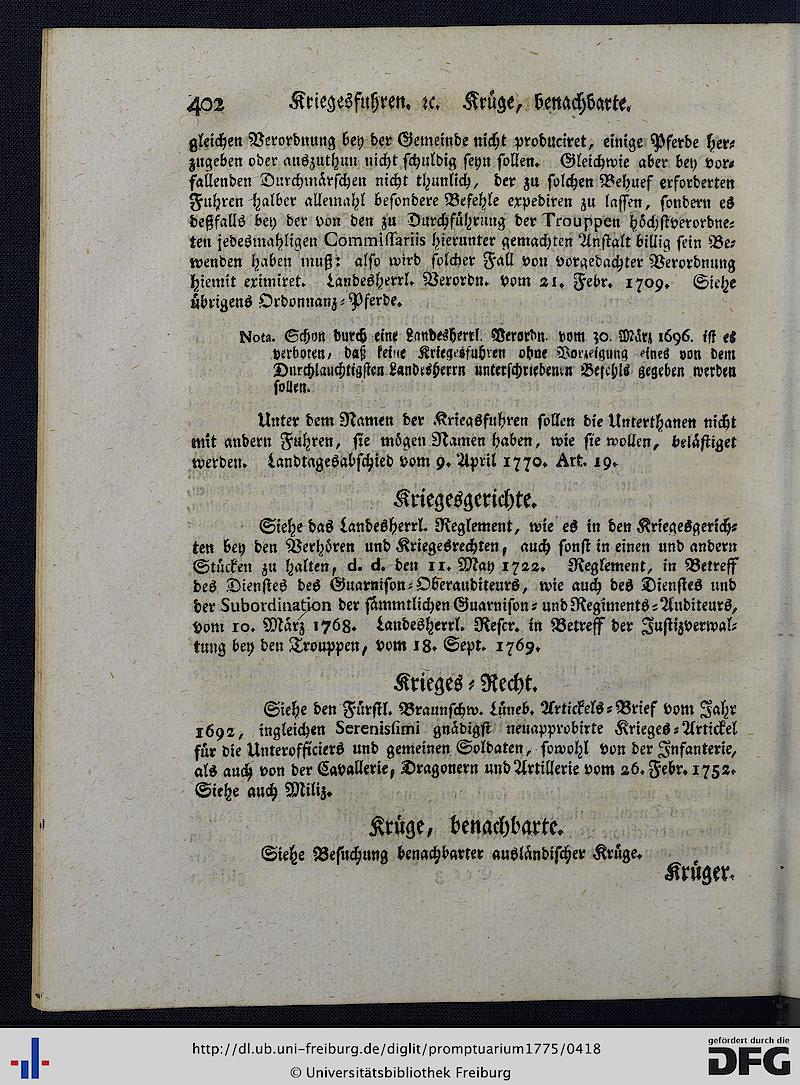 402 Kriegesfuhren. ꝛc. Krüge, benachbarte.
gleichen Verordnung bey der Gemeinde nicht produciret, einige Pferde her-
zugeben oder auszuthun nicht schuldig seyn sollen. Gleichwie aber bey vor-
fallenden Durchmärschen nicht thunlich, der zu solchen Behuef erforderten
Fuhren halber allemahl besondere Befehle expediren zu lassen, sondern es
deßfalls bey der von den zu Durchführung der Trouppen höchstverordne-
ten jedesmahligen Commissariis hierunter gemachten Anstalt billig sein Be-
wenden haben muß: also wird solcher Fall von vorgedachter Verordnung
hiemit eximiret. Landesherrl. Verordn. vom 21. Febr. 1709. Siehe
übrigens Ordonnanz-Pferde.
Nota. Schon durch eine Landesherrl. Verordn. vom 30. März 1696. ist es
verboten, daß keine Kriegesfuhren ohne Vorzeigung eines von dem
Durchlauchtigsten Landesherrn unterschriebenen Befehls gegeben werden
sollen.
Unter dem Namen der Kriegsfuhren sollen die Unterthanen nicht
mit andern Fuhren, sie mögen Namen haben, wie sie wollen, belästiget
werden. Landtagesabschied vom 9. April 1770. Art. 19.
Kriegesgerichte.
Siehe das Landesherrl. Reglement, wie es in den Kriegesgerich-
ten bey den Verhören und Kriegesrechten, auch sonst in einen und andern
Stücken zu halten, d. d. den 11. May 1722. Reglement, in Betreff
des Dienstes des Guarnison-Oberauditeurs, wie auch des Dienstes und
der Subordination der sämmtlichen Guarnison- und Regiments-Auditeurs,
vom 10. März 1768. Landesherrl. Rescr. in Betreff der Justizverwal-
tung bey den Trouppen, vom 18. Sept. 1769.
Krieges-Recht.
Siehe den Fürstl. Braunschw. Lüneb. Artickels-Brief vom Jahr
1692, ingleichen Serenissimi gnädigst neuapprobirte Krieges-Artickel
für die Unterofficiers und gemeinen Soldaten, sowohl von der Infanterie,
als auch von der Cavallerie, Dragonern und Artillerie vom 26. Febr. 1752.
Siehe auch Miliz.
Krüge, benachbarte.
Siehe Besuchung benachbarter ausländischer Krüge.
Krüger.
http://dl.ub.uni-freiburg.de/diglit/promptuarium1775/0418
© Universitätsbibliothek Freiburg
gefördert durch die
DFG